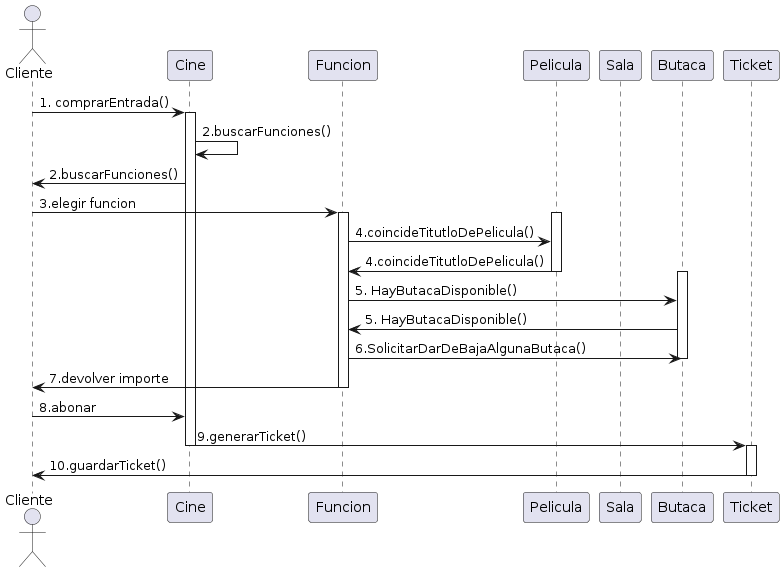 Cliente
Cine
Funcion
Pelicula
Sala
Butaca
Ticket
1. comprarEntrada()
2.buscarFunciones()
2.buscarFunciones()
3.elegir funcion
4.coincideTitutloDePelicula()
4.coincideTitutloDePelicula()
5. HayButacaDisponible()
5. HayButacaDisponible()
6.SolicitarDarDeBajaAlgunaButaca()
7.devolver importe
8.abonar
9.generarTicket()
10.guardarTicket()
Cliente
Cine
Funcion
Pelicula
Sala
Butaca
Ticket